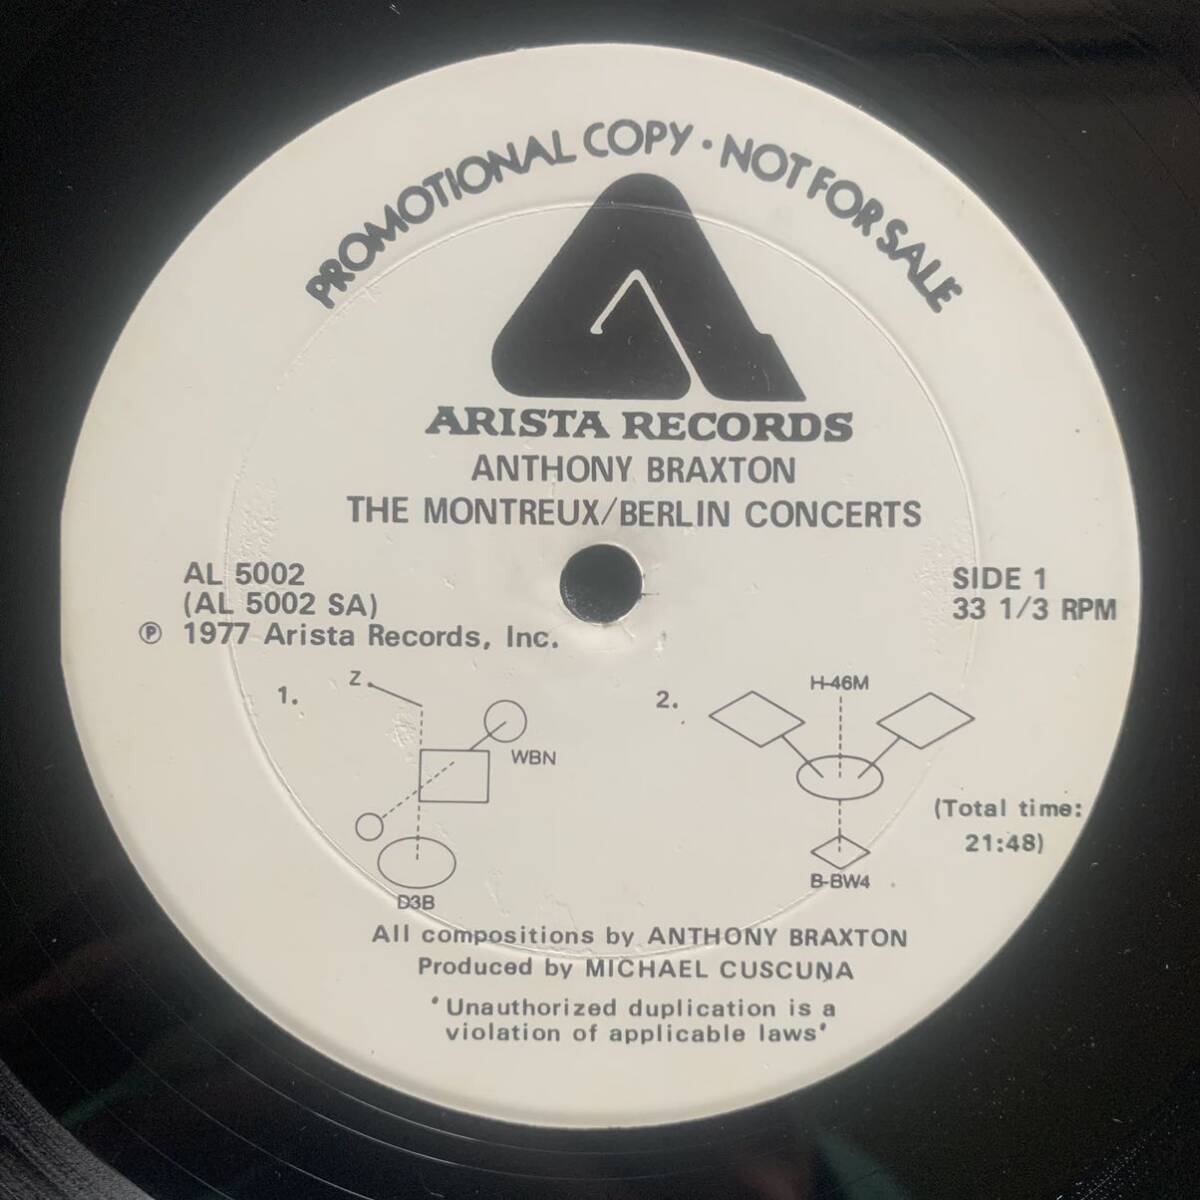 PROMOTIONAL COPY · NOT FOR SALE
ARISTA RECORDS
ANTHONY BRAXTON
THE MONTREUX/BERLIN CONCERTS
AL 5002
(AL 5002 SA)
℗ 1977 Arista Records, Inc.
SIDE 1
33 1/3 RPM
1.
Z
WBN
D3B
2.
H-46M
B-BW4
(Total time:
21:48)
All compositions by ANTHONY BRAXTON
Produced by MICHAEL CUSCUNA
'Unauthorized duplication is a
violation of applicable laws'